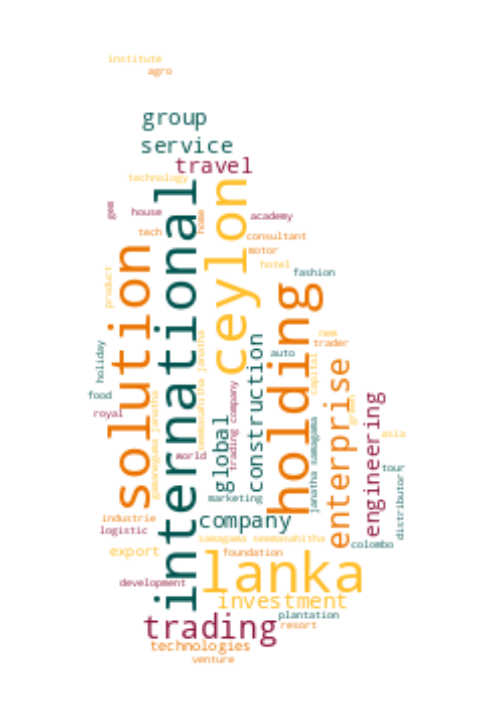 institute
agro
group
service
travel
technology
international
ceylon
gem
house
home
academy
tech
consultant
motor
solution
hotel
fashion
product
holding
new
trader
holiday
seemasahitha janatha
construction
auto
capital
enterprise
food
royal
gamanegama janatha
trading company
global
janatha samagama
green
engineering
asia
world
tour
distributor
marketing
industrie
company
logistic
samagama seemasahitha
colombo
export
foundation
lanka
development
investment
plantation
trading
resort
technologies
venture